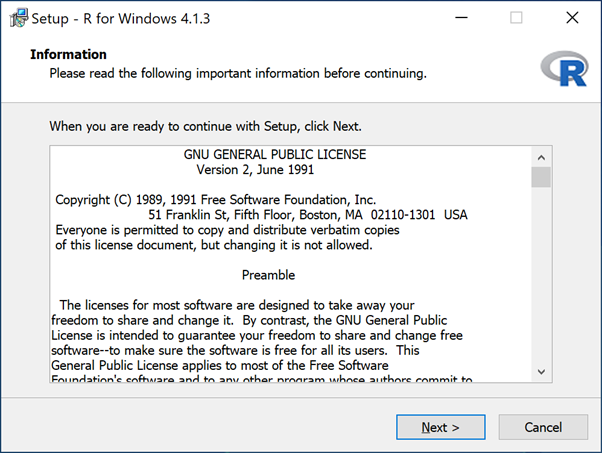 Setup - R for Windows 4.1.3
Information
Please read the following important information before continuing.
R
When you are ready to continue with Setup, click Next.
GNU GENERAL PUBLIC LICENSE
Version 2, June 1991
Copyright (C) 1989, 1991 Free Software Foundation, Inc.
51 Franklin St, Fifth Floor, Boston, MA  02110-1301  USA
Everyone is permitted to copy and distribute verbatim copies
of this license document, but changing it is not allowed.
Preamble
The licenses for most software are designed to take away your
freedom to share and change it.  By contrast, the GNU General Public
License is intended to guarantee your freedom to share and change free
software--to make sure the software is free for all its users.  This
General Public License applies to most of the Free Software
Foundation's software and to any other program whose authors commit to
Next >
Cancel